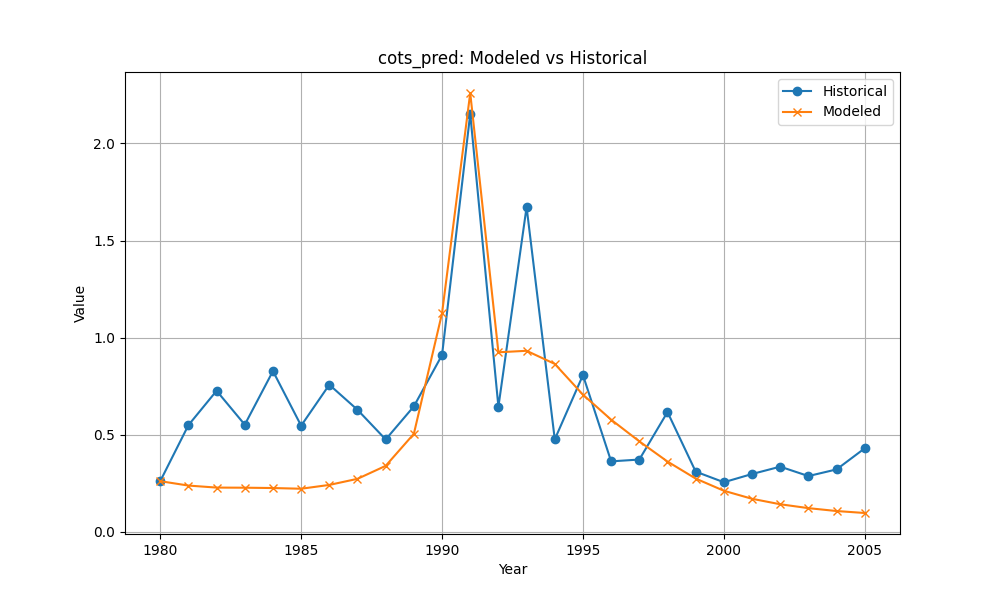 cots_pred: Modeled vs Historical
Historical
Modeled
Value
2.0
1.5
1.0
0.5
0.0
1980 1985 1990 1995 2000 2005
Year